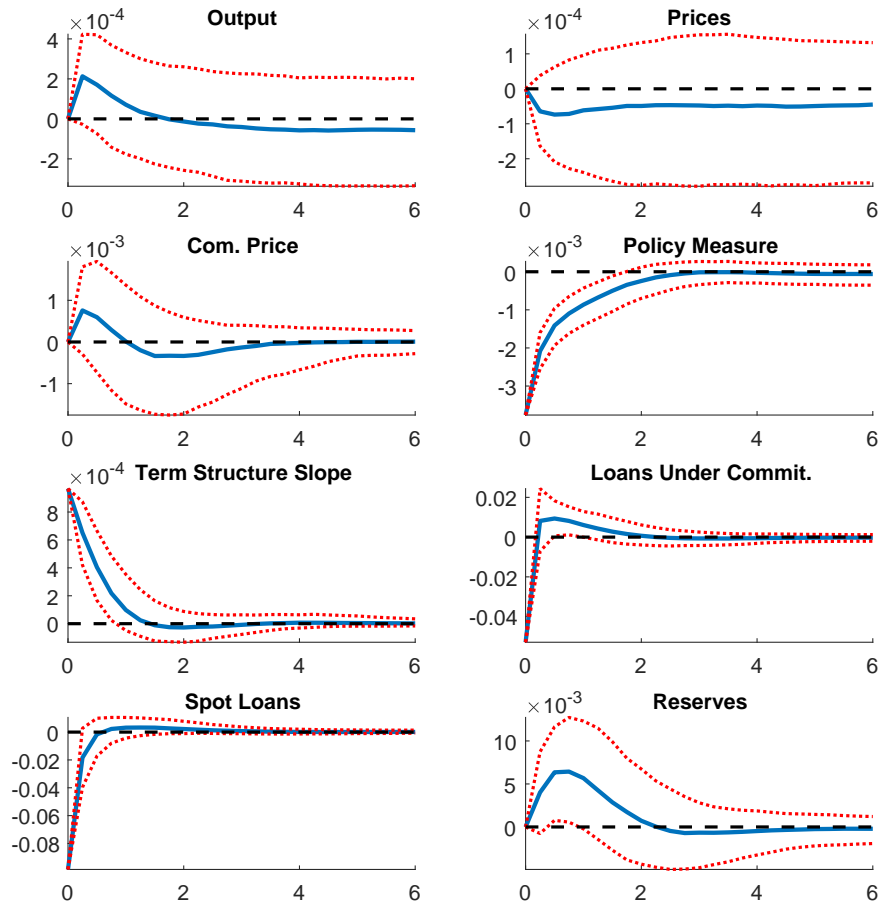 Output
×10-4
4
2
0
-2
0 2 4 6
Prices
×10-4
1
0
-1
-2
0 2 4 6
Com. Price
×10-3
1
0
-1
0 2 4 6
Policy Measure
×10-3
0
-1
-2
-3
0 2 4 6
Term Structure Slope
×10-4
8
6
4
2
0
0 2 4 6
Loans Under Commit.
0.02
0
-0.02
-0.04
0 2 4 6
Spot Loans
0
-0.02
-0.04
-0.06
-0.08
0 2 4 6
Reserves
×10-3
10
5
0
0 2 4 6